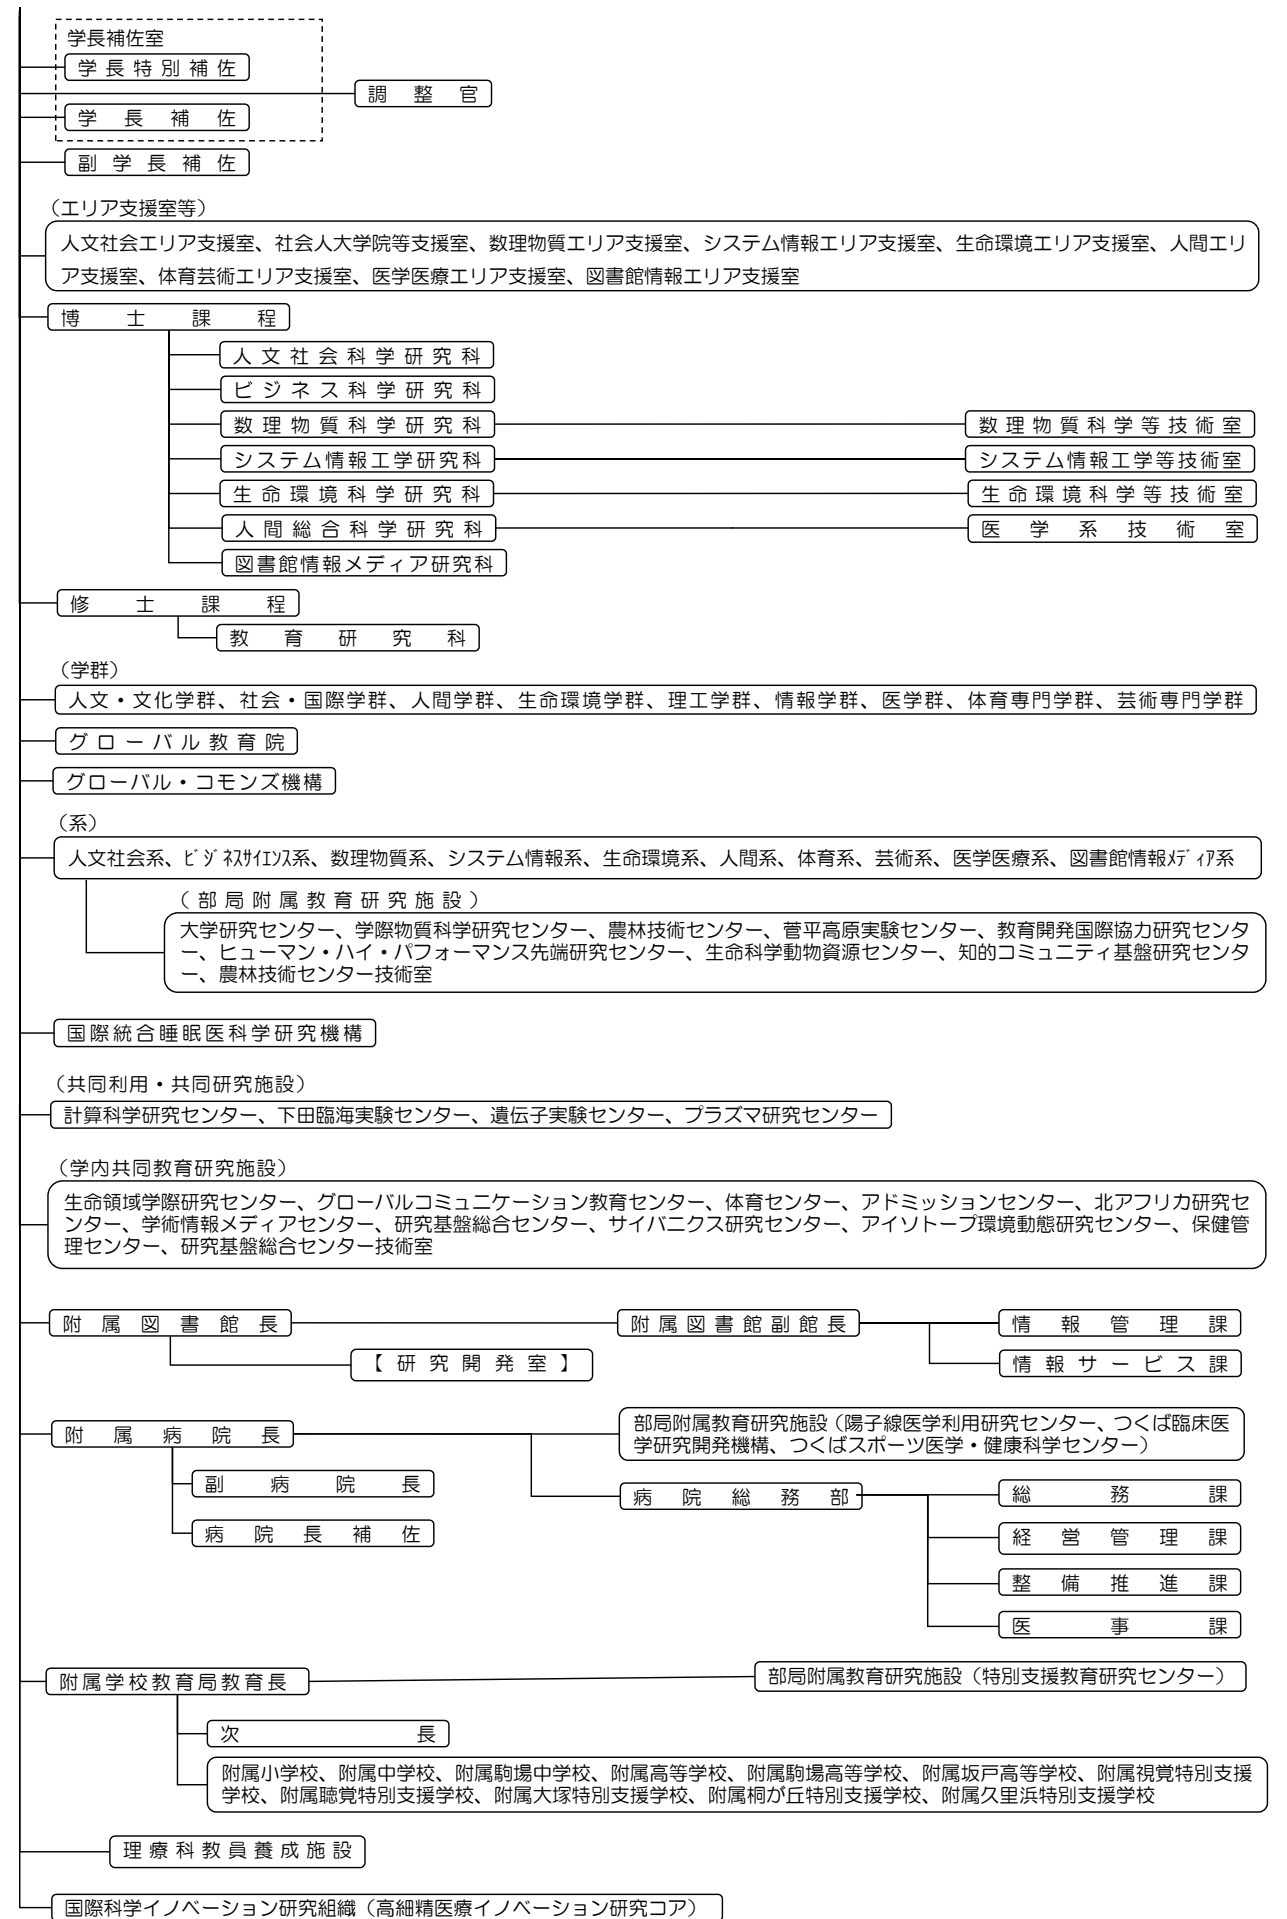 学長補佐室
学長特別補佐
調整官
学長補佐
副学長補佐
（エリア支援室等）
人文社会エリア支援室、社会人大学院等支援室、数理物質エリア支援室、システム情報エリア支援室、生命環境エリア支援室、人間エリ
ア支援室、体育芸術エリア支援室、医学医療エリア支援室、図書館情報エリア支援室
博士課程
人文社会科学研究科
ビジネス科学研究科
数理物質科学研究科 数理物質科学等技術室
システム情報工学研究科 システム情報工学等技術室
生命環境科学研究科 生命環境科学等技術室
人間総合科学研究科 医学系技術室
図書館情報メディア研究科
修士課程
教育研究科
（学群）
人文・文化学群、社会・国際学群、人間学群、生命環境学群、理工学群、情報学群、医学群、体育専門学群、芸術専門学群
グローバル教育院
グローバル・コモンズ機構
（系）
人文社会系、ﾋﾞｼﾞﾈｽｻｲｴﾝｽ系、数理物質系、システム情報系、生命環境系、人間系、体育系、芸術系、医学医療系、図書館情報ﾒﾃﾞｨｱ系
（部局附属教育研究施設）
大学研究センター、学際物質科学研究センター、農林技術センター、菅平高原実験センター、教育開発国際協力研究センタ
ー、ヒューマン・ハイ・パフォーマンス先端研究センター、生命科学動物資源センター、知的コミュニティ基盤研究センタ
ー、農林技術センター技術室
国際統合睡眠医科学研究機構
（共同利用・共同研究施設）
計算科学研究センター、下田臨海実験センター、遺伝子実験センター、プラズマ研究センター
（学内共同教育研究施設）
生命領域学際研究センター、グローバルコミュニケーション教育センター、体育センター、アドミッションセンター、北アフリカ研究セ
ンター、学術情報メディアセンター、研究基盤総合センター、サイバニクス研究センター、アイソトープ環境動態研究センター、保健管
理センター、研究基盤総合センター技術室
附属図書館長 附属図書館副館長 情報管理課
【研究開発室】 情報サービス課
附属病院長
部局附属教育研究施設（陽子線医学利用研究センター、つくば臨床医
学研究開発機構、つくばスポーツ医学・健康科学センター）
副病院長
病院総務部 総務課
病院長補佐 経営管理課
整備推進課
医事課
附属学校教育局教育長 部局附属教育研究施設（特別支援教育研究センター）
次長
附属小学校、附属中学校、附属駒場中学校、附属高等学校、附属駒場高等学校、附属坂戸高等学校、附属視覚特別支援
学校、附属聴覚特別支援学校、附属大塚特別支援学校、附属桐が丘特別支援学校、附属久里浜特別支援学校
理療科教員養成施設
国際科学イノベーション研究組織（高細精医療イノベーション研究コア）